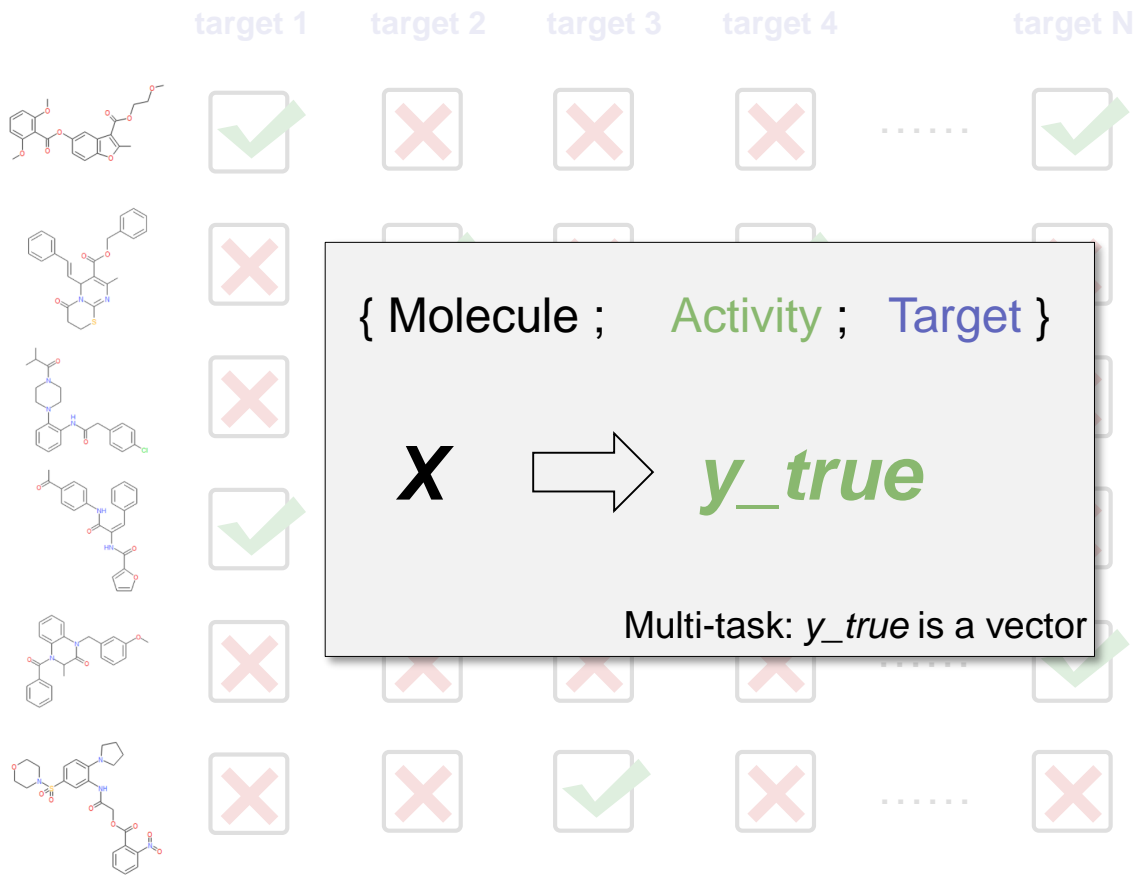 target 1 target 2 target 3 target 4 target N
......
{ Molecule ; Activity ; Target }
X y_true
Multi-task: y_true is a vector
......
......